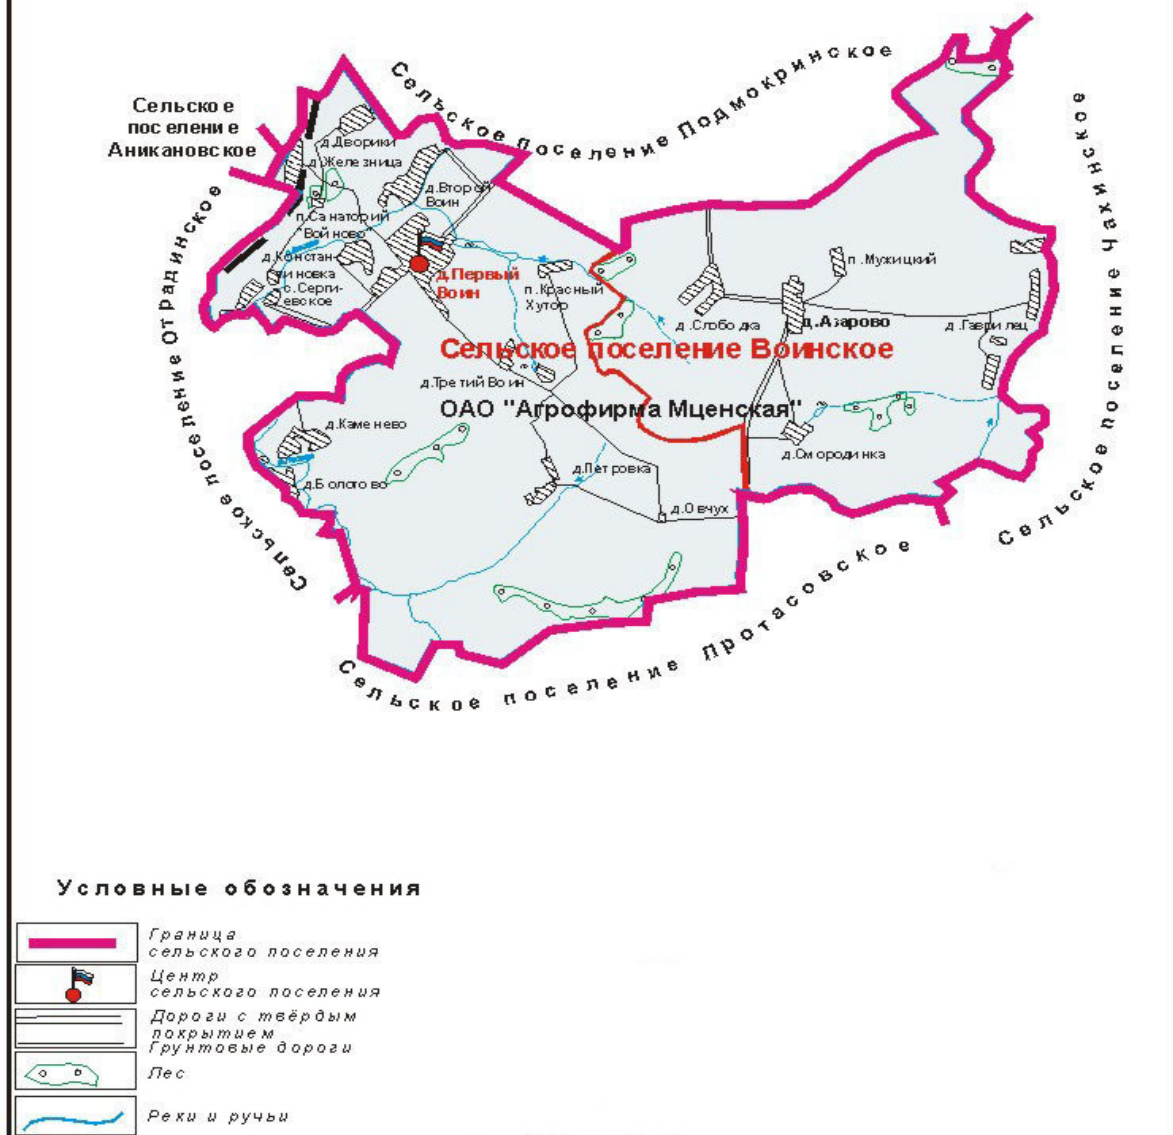 Сельское
поселение
Аникановское
Сельское поселение Подмокринское
Сельское поселение Чахинское
Сельское поселение Отрадинское
д.Дворики
д.Железница
д.Второй
Воин
п.Санаторий
"Войново"
д.Констан-
тиновка
с.Серги-
евское
д.Первый
Воин
п.Красный
Хутор
п.Мужицкий
д.Слободка
д.Азарово
д.Гаврилец
Сельское поселение Воинское
д.Третий Воин
ОАО "Агрофирма Мценская"
д.Каменево
д.Смородинка
д.Петровка
д.Болотово
д.Овчух
Сельское поселение Протасовское
Условные обозначения
Граница
сельского поселения
Центр
сельского поселения
Дороги с твёрдым
покрытием
Грунтовые дороги
Лес
Реки и ручьи